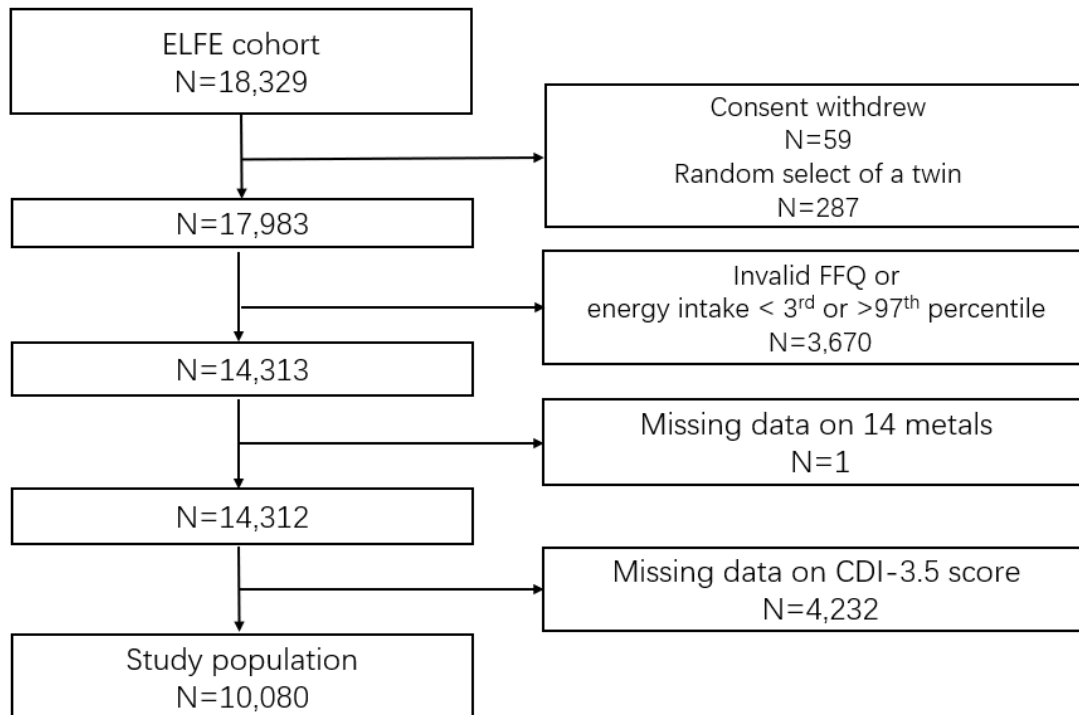 ELFE cohort
N=18,329
Consent withdrew
N=59
Random select of a twin
N=287
N=17,983
Invalid FFQ or
energy intake < 3rd or >97th percentile
N=3,670
N=14,313
Missing data on 14 metals
N=1
N=14,312
Missing data on CDI-3.5 score
N=4,232
Study population
N=10,080